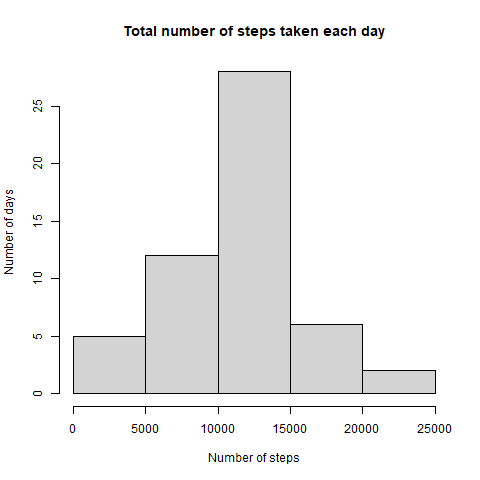 Total number of steps taken each day
Number of days
25
20
15
10
5
0
0 5000 10000 15000 20000 25000
Number of steps